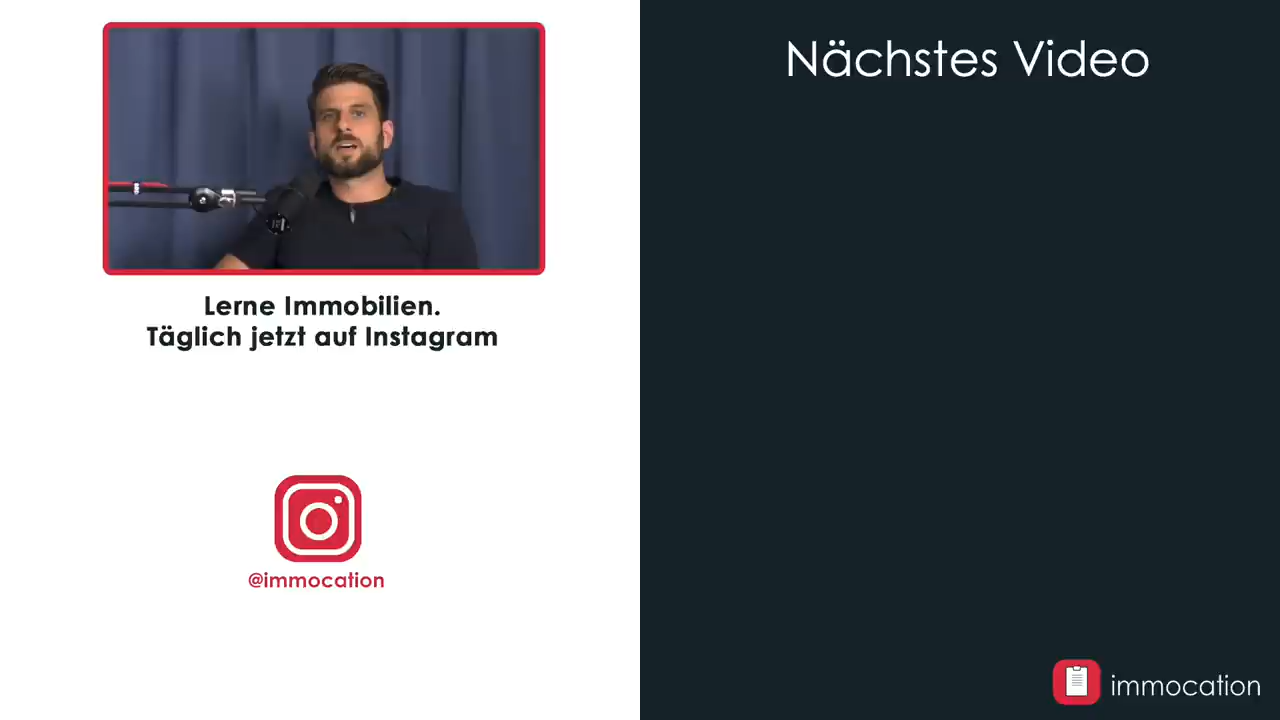 Nächstes Video
Lerne Immobilien.
Täglich jetzt auf Instagram
@immocation
immocation